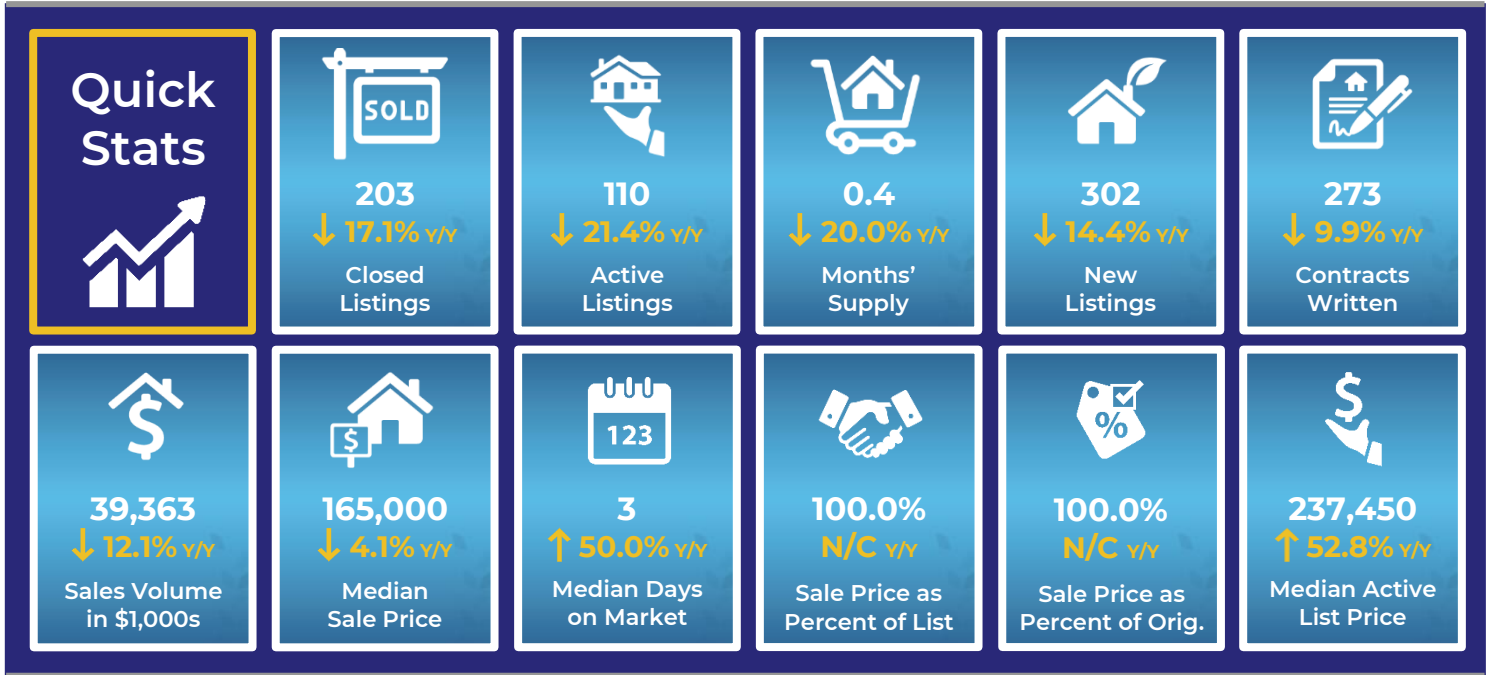 Quick
Stats
SOLD
203
↓ 17.1% Y/Y
Closed
Listings
110
↓ 21.4% Y/Y
Active
Listings
0.4
↓ 20.0% Y/Y
Months’
Supply
302
↓ 14.4% Y/Y
New
Listings
273
↓ 9.9% Y/Y
Contracts
Written
$
39,363
↓ 12.1% Y/Y
Sales Volume
in $1,000s
$
165,000
↓ 4.1% Y/Y
Median
Sale Price
123
3
↑ 50.0% Y/Y
Median Days
on Market
100.0%
N/C Y/Y
Sale Price as
Percent of List
%
100.0%
N/C Y/Y
Sale Price as
Percent of Orig.
$
237,450
↑ 52.8% Y/Y
Median Active
List Price